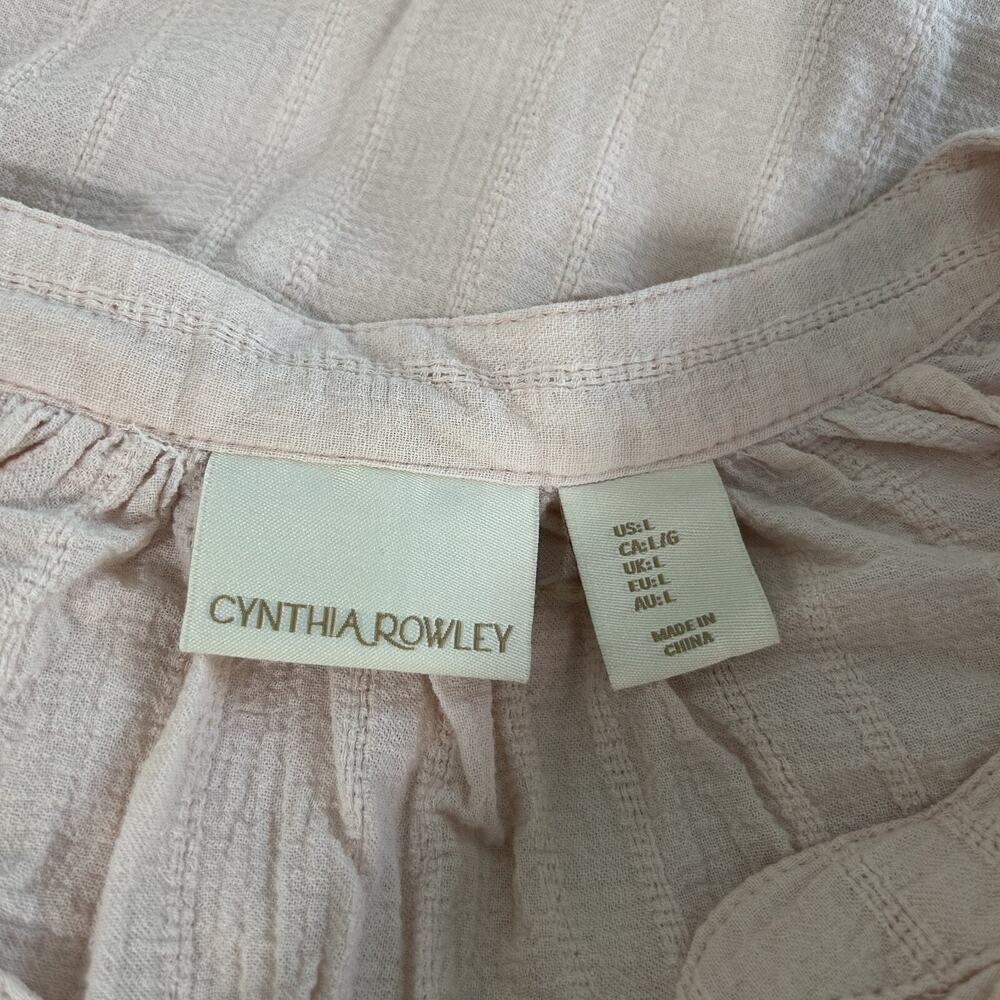 CYNTHIA ROWLEY
US: L
CA: L/G
UK: L
EU: L
AU: L
MADE IN
CHINA